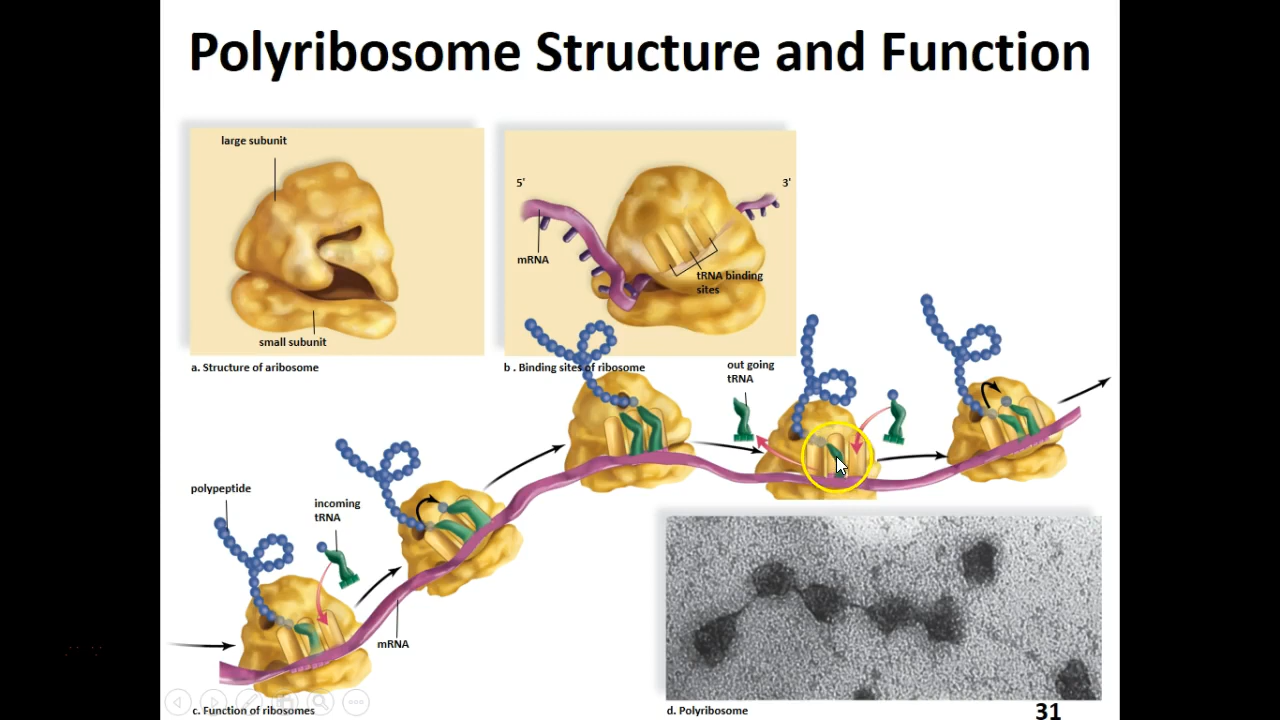 Polyribosome Structure and Function
large subunit
small subunit
a. Structure of aribosome
5'
3'
mRNA
tRNA binding
sites
b . Binding sites of ribosome
out going
tRNA
polypeptide
incoming
tRNA
mRNA
c. Function of ribosomes
d. Polyribosome
31